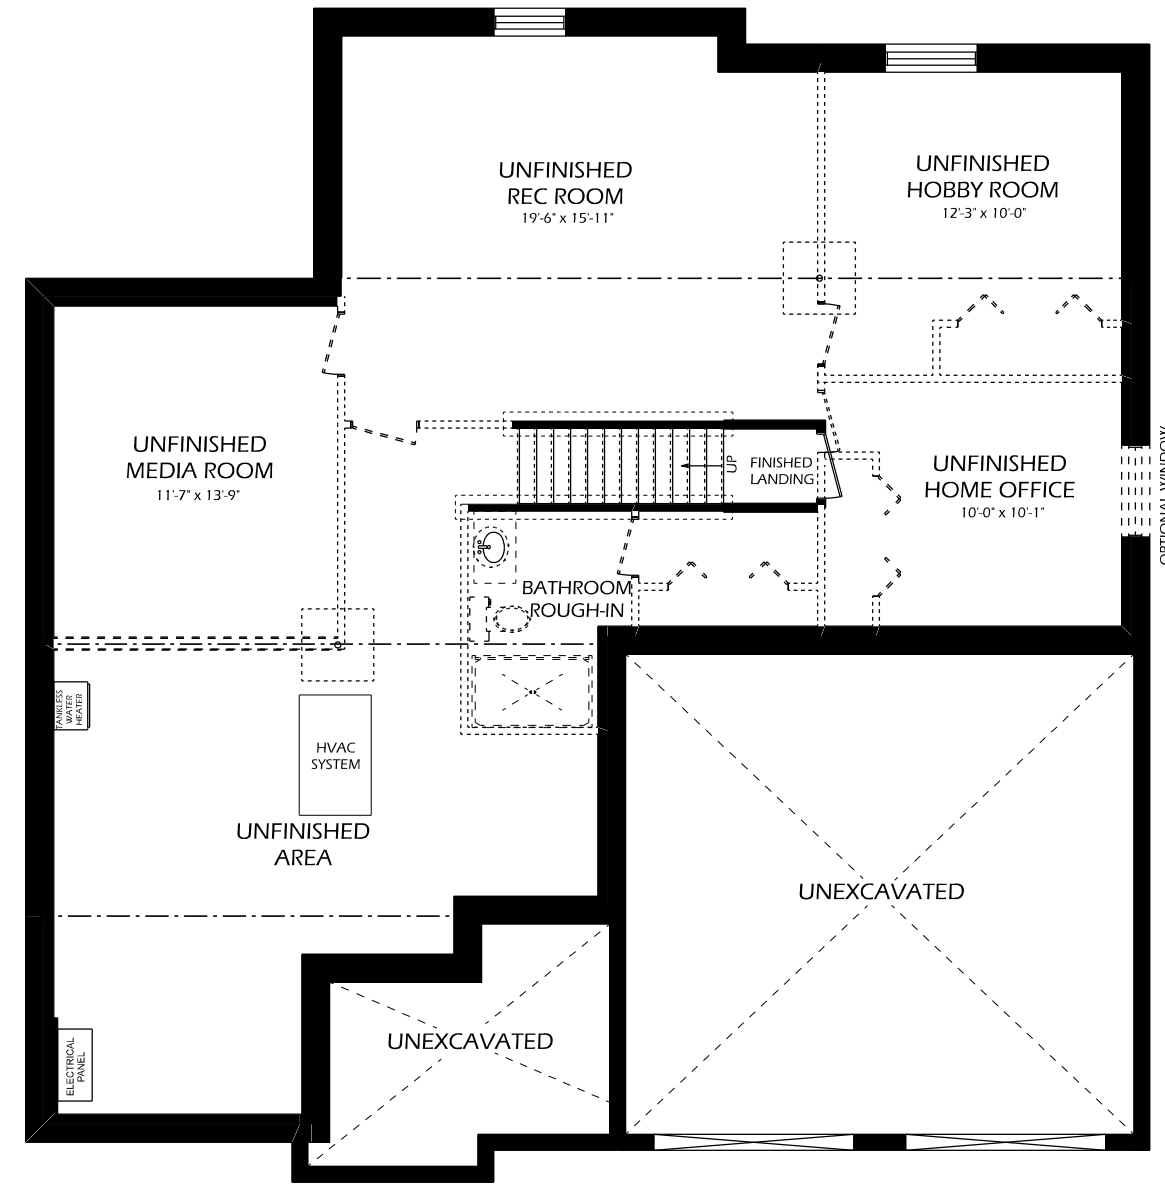 UNFINISHED
REC ROOM
19'-6" x 15'-11"
UNFINISHED
HOBBY ROOM
12'-3" x 10'-0"
UNFINISHED
MEDIA ROOM
11'-7" x 13'-9"
UP
FINISHED
LANDING
UNFINISHED
HOME OFFICE
10'-0" x 10'-1"
OPTIONAL WINDOW
BATHROOM
ROUGH-IN
TANKLESS
WATER
HEATER
HVAC
SYSTEM
UNFINISHED
AREA
UNEXCAVATED
UNEXCAVATED
ELECTRICAL
PANEL